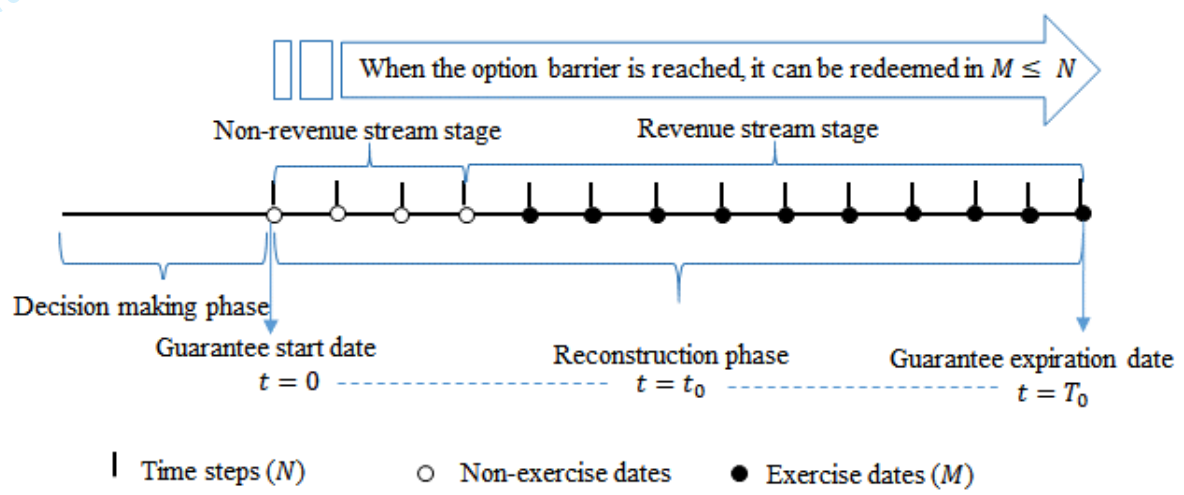 When the option barrier is reached, it can be redeemed in M ≤ N
Non-revenue stream stage
Revenue stream stage
Decision making phase
Guarantee start date
t = 0
Reconstruction phase
t = t₀
Guarantee expiration date
t = T₀
Time steps (N)
Non-exercise dates
Exercise dates (M)